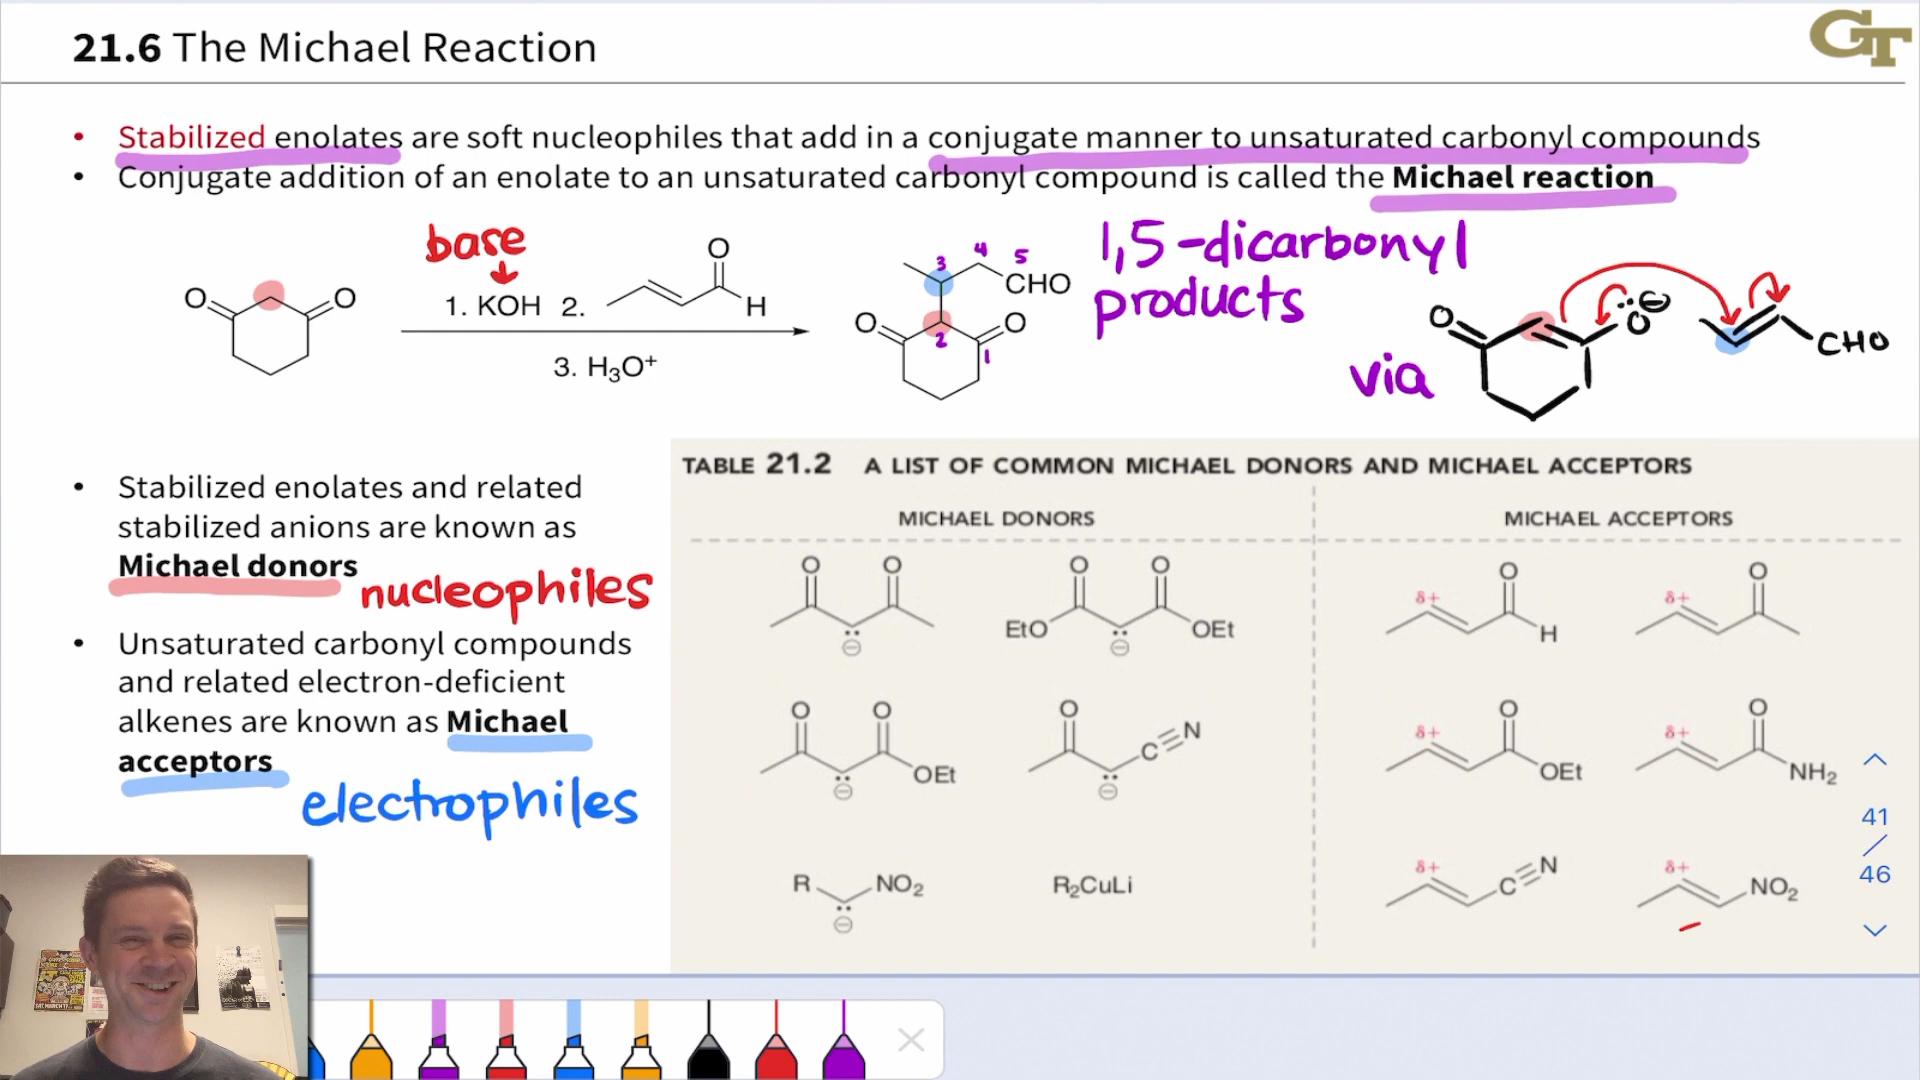 21.6 The Michael Reaction
GT
• Stabilized enolates are soft nucleophiles that add in a conjugate manner to unsaturated carbonyl compounds
• Conjugate addition of an enolate to an unsaturated carbonyl compound is called the Michael reaction
base
1. KOH 2.
O
H
3. H₃O⁺
O
O
3
4
5
CHO
O
O
2
1
1,5-dicarbonyl
products
via
O
O
⊖
CHO
• Stabilized enolates and related
stabilized anions are known as
Michael donors
nucleophiles
• Unsaturated carbonyl compounds
and related electron-deficient
alkenes are known as Michael
acceptors
electrophiles
TABLE 21.2 A LIST OF COMMON MICHAEL DONORS AND MICHAEL ACCEPTORS
MICHAEL DONORS
MICHAEL ACCEPTORS
O O
⊖
O O
EtO OEt
⊖
δ+ O
H
δ+ O
O O
OEt
⊖
O
C≡N
⊖
δ+ O
OEt
δ+ O
NH₂
R NO₂
⊖
R₂CuLi
δ+ C≡N
δ+ NO₂
41
/
46